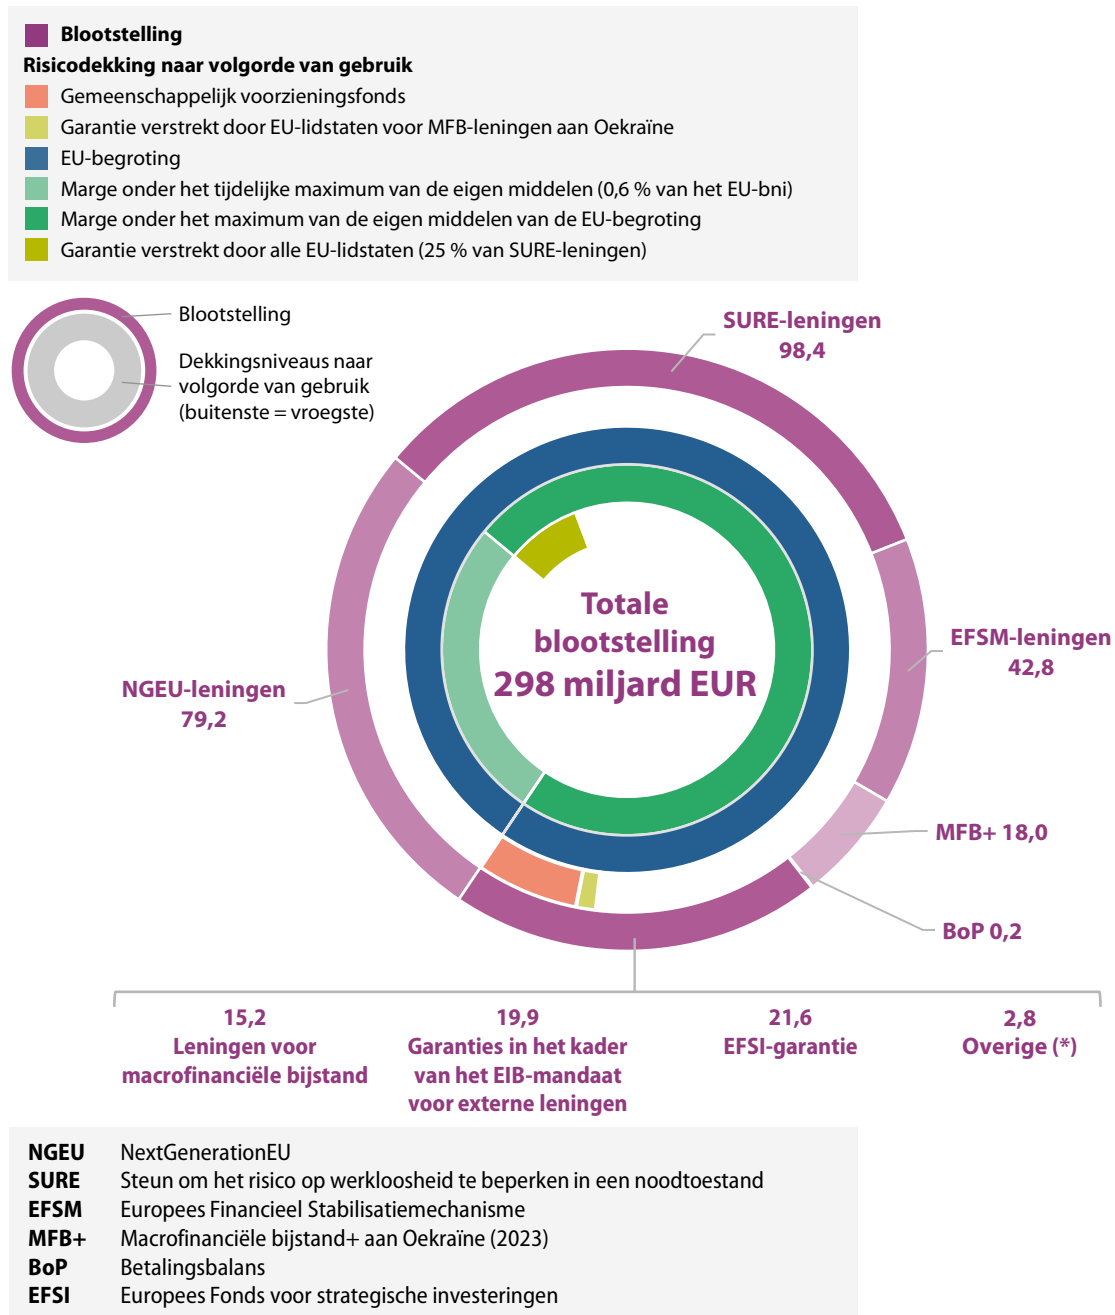 Blootstelling
Risicodekking naar volgorde van gebruik
Gemeenschappelijk voorzieningsfonds
Garantie verstrekt door EU-lidstaten voor MFB-leningen aan Oekraïne
EU-begroting
Marge onder het tijdelijke maximum van de eigen middelen (0,6 % van het EU-bni)
Marge onder het maximum van de eigen middelen van de EU-begroting
Garantie verstrekt door alle EU-lidstaten (25 % van SURE-leningen)
Blootstelling
Dekkingsniveaus naar
volgorde van gebruik
(buitenste = vroegste)
SURE-leningen
98,4
Totale
blootstelling
298 miljard EUR
EFSM-leningen
42,8
NGEU-leningen
79,2
MFB+ 18,0
BoP 0,2
15,2
Leningen voor
macrofinanciële bijstand
19,9
Garanties in het kader
van het EIB-mandaat
voor externe leningen
21,6
EFSI-garantie
2,8
Overige (*)
NGEU NextGenerationEU
SURE Steun om het risico op werkloosheid te beperken in een noodtoestand
EFSM Europees Financieel Stabilisatiemechanisme
MFB+ Macrofinanciële bijstand+ aan Oekraïne (2023)
BoP Betalingsbalans
EFSI Europees Fonds voor strategische investeringen